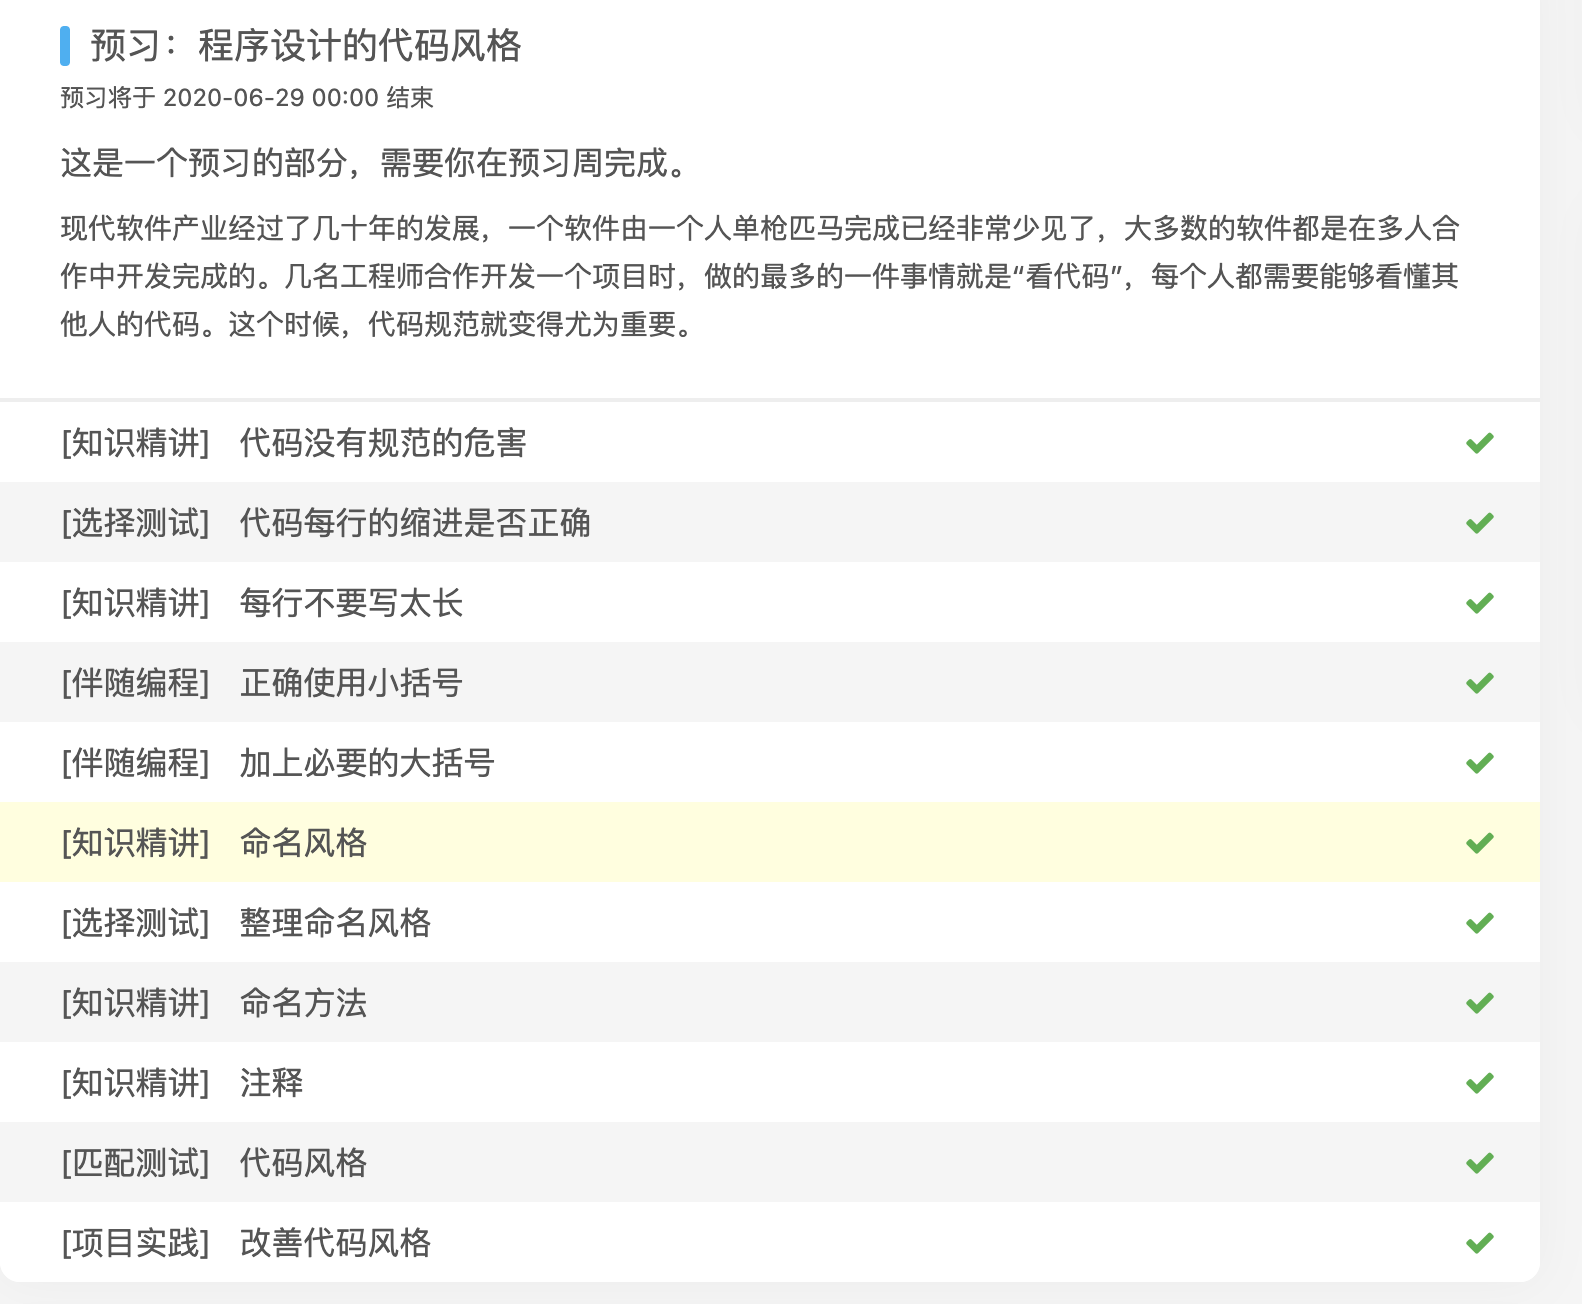 预习：程序设计的代码风格
预习将于 2020-06-29 00:00 结束
这是一个预习的部分，需要你在预习周完成。
现代软件产业经过了几十年的发展，一个软件由一个人单枪匹马完成已经非常少见了，大多数的软件都是在多人合
作中开发完成的。几名工程师合作开发一个项目时，做的最多的一件事情就是“看代码”，每个人都需要能够看懂其
他人的代码。这个时候，代码规范就变得尤为重要。
[知识精讲] 代码没有规范的危害
[选择测试] 代码每行的缩进是否正确
[知识精讲] 每行不要写太长
[伴随编程] 正确使用小括号
[伴随编程] 加上必要的大括号
[知识精讲] 命名风格
[选择测试] 整理命名风格
[知识精讲] 命名方法
[知识精讲] 注释
[匹配测试] 代码风格
[项目实践] 改善代码风格